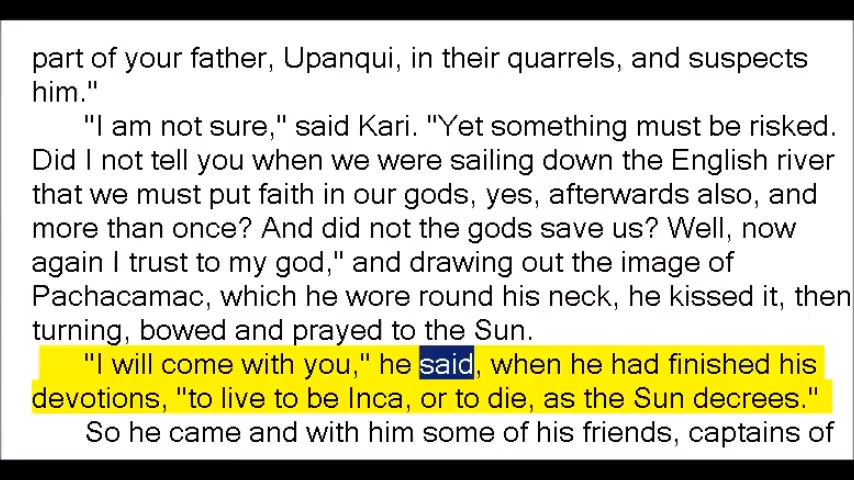 part of your father, Upanqui, in their quarrels, and suspects
him."
"I am not sure," said Kari. "Yet something must be risked.
Did I not tell you when we were sailing down the English river
that we must put faith in our gods, yes, afterwards also, and
more than once? And did not the gods save us? Well, now
again I trust to my god," and drawing out the image of
Pachacamac, which he wore round his neck, he kissed it, then
turning, bowed and prayed to the Sun.
"I will come with you," he said, when he had finished his
devotions, "to live to be Inca, or to die, as the Sun decrees."
So he came and with him some of his friends, captains of